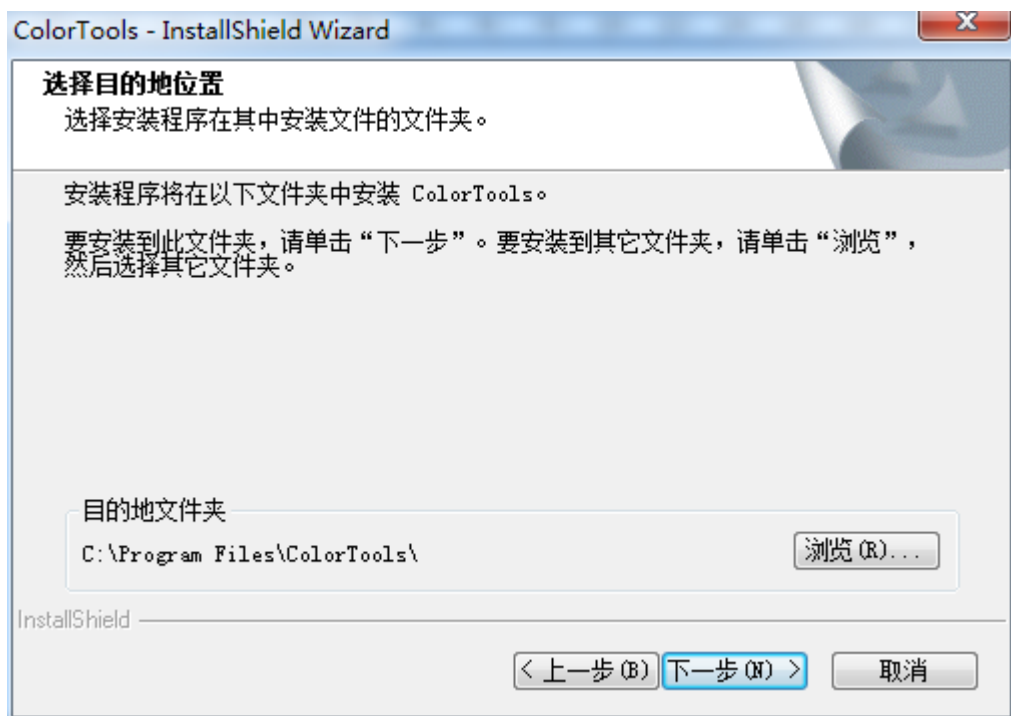 ColorTools - InstallShield Wizard
选择目的地位置
选择安装程序在其中安装文件的文件夹。
安装程序将在以下文件夹中安装 ColorTools。
要安装到此文件夹，请单击“下一步”。要安装到其它文件夹，请单击“浏览”，
然后选择其它文件夹。
目的地文件夹
C:\Program Files\ColorTools\
浏览(R)...
InstallShield
< 上一步(B)
下一步(N) >
取消